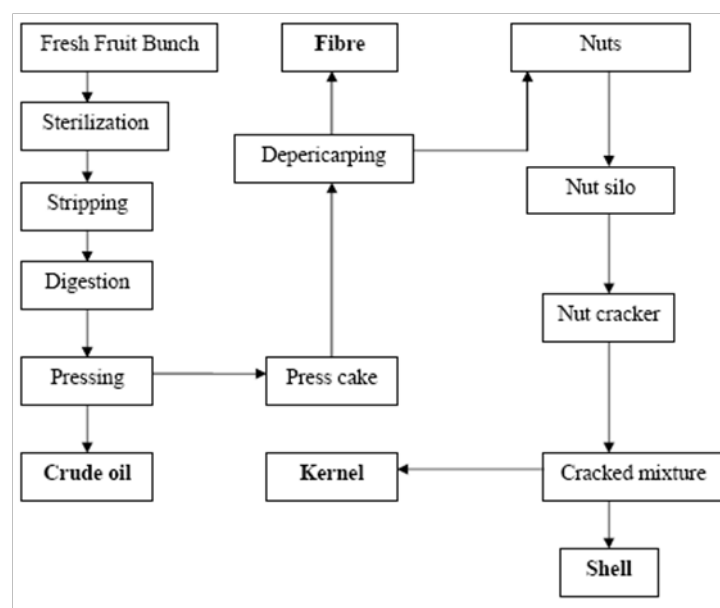 Fresh Fruit Bunch
Fibre
Nuts
Sterilization
Depericarping
Stripping
Nut silo
Digestion
Nut cracker
Pressing
Press cake
Crude oil
Kernel
Cracked mixture
Shell